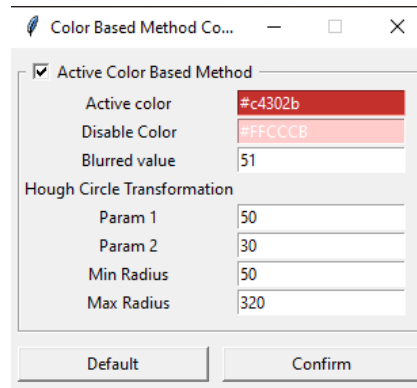 Color Based Method Co...
Active Color Based Method
Active color #c4302b
Disable Color #FFCCCB
Blurred value 51
Hough Circle Transformation
Param 1 50
Param 2 30
Min Radius 50
Max Radius 320
Default Confirm